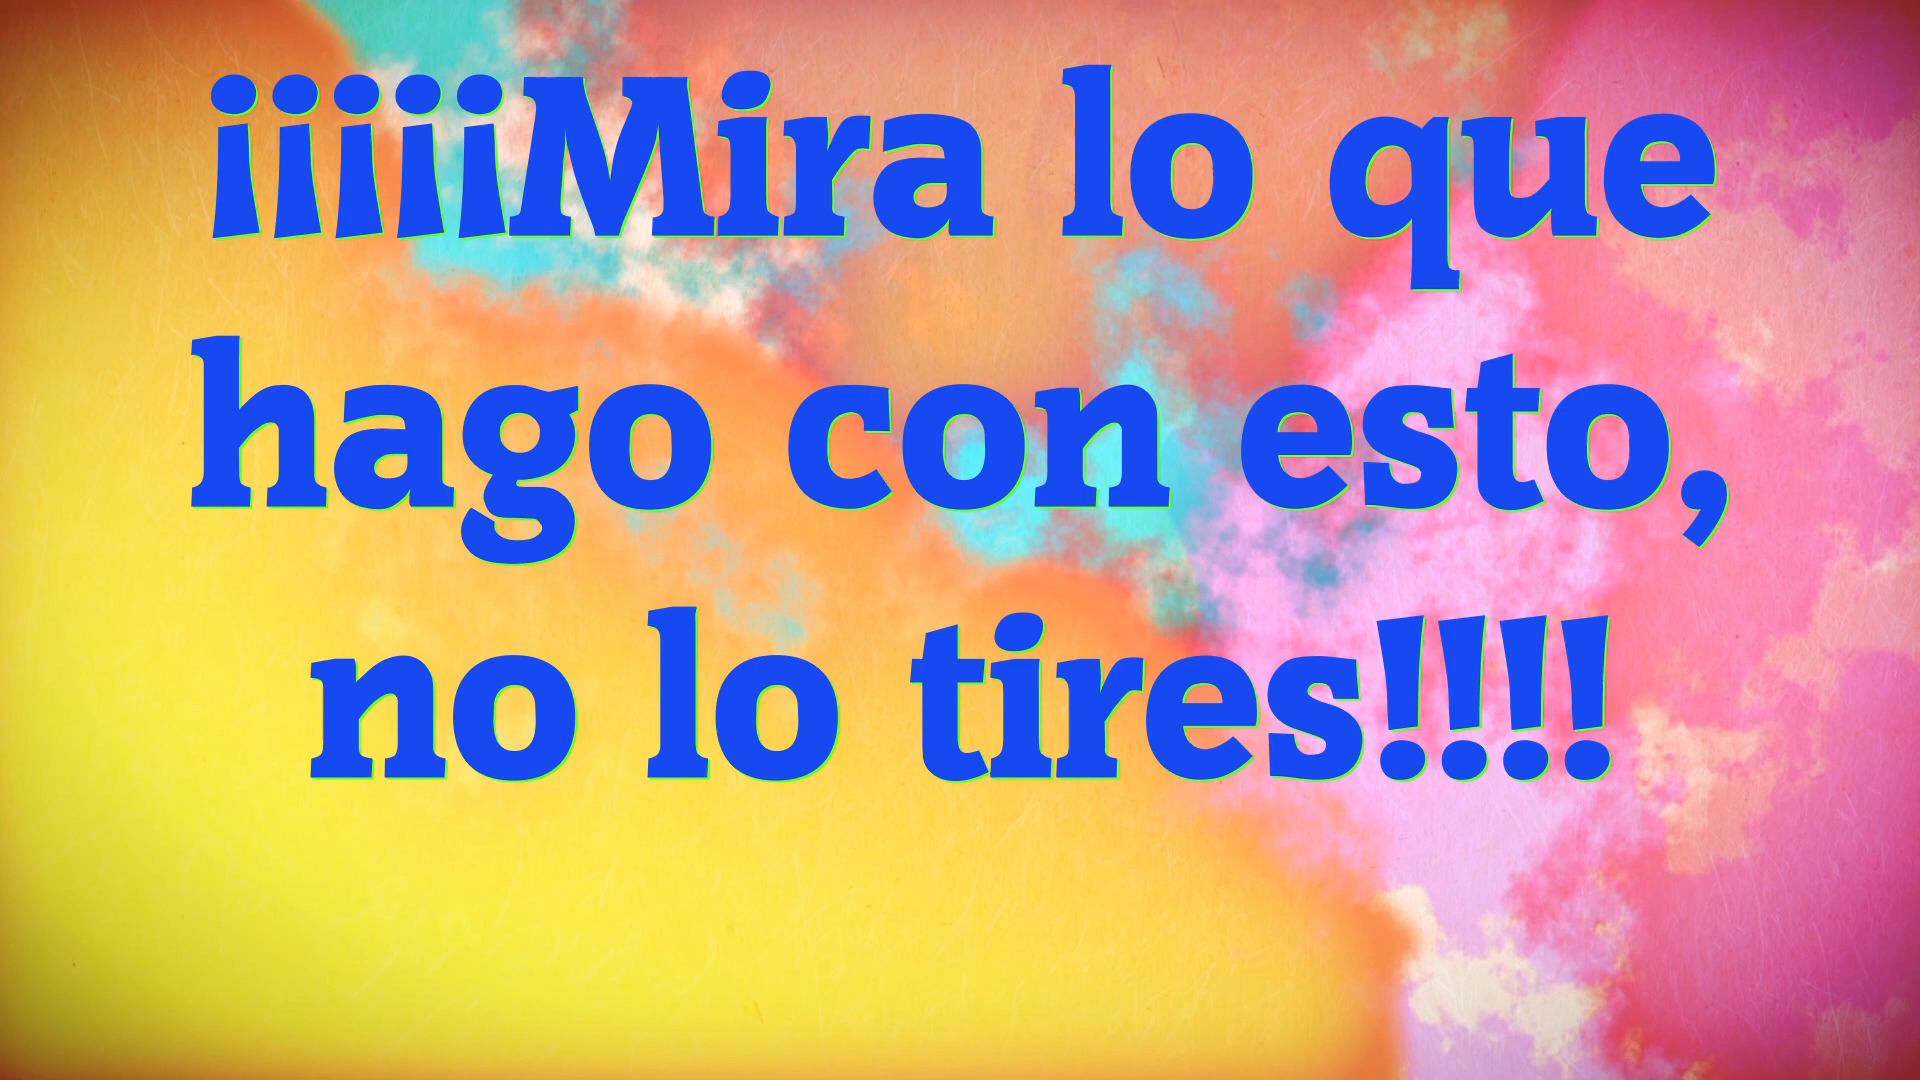 ¡¡¡¡¡Mira lo que
hago con esto,
no lo tires!!!!